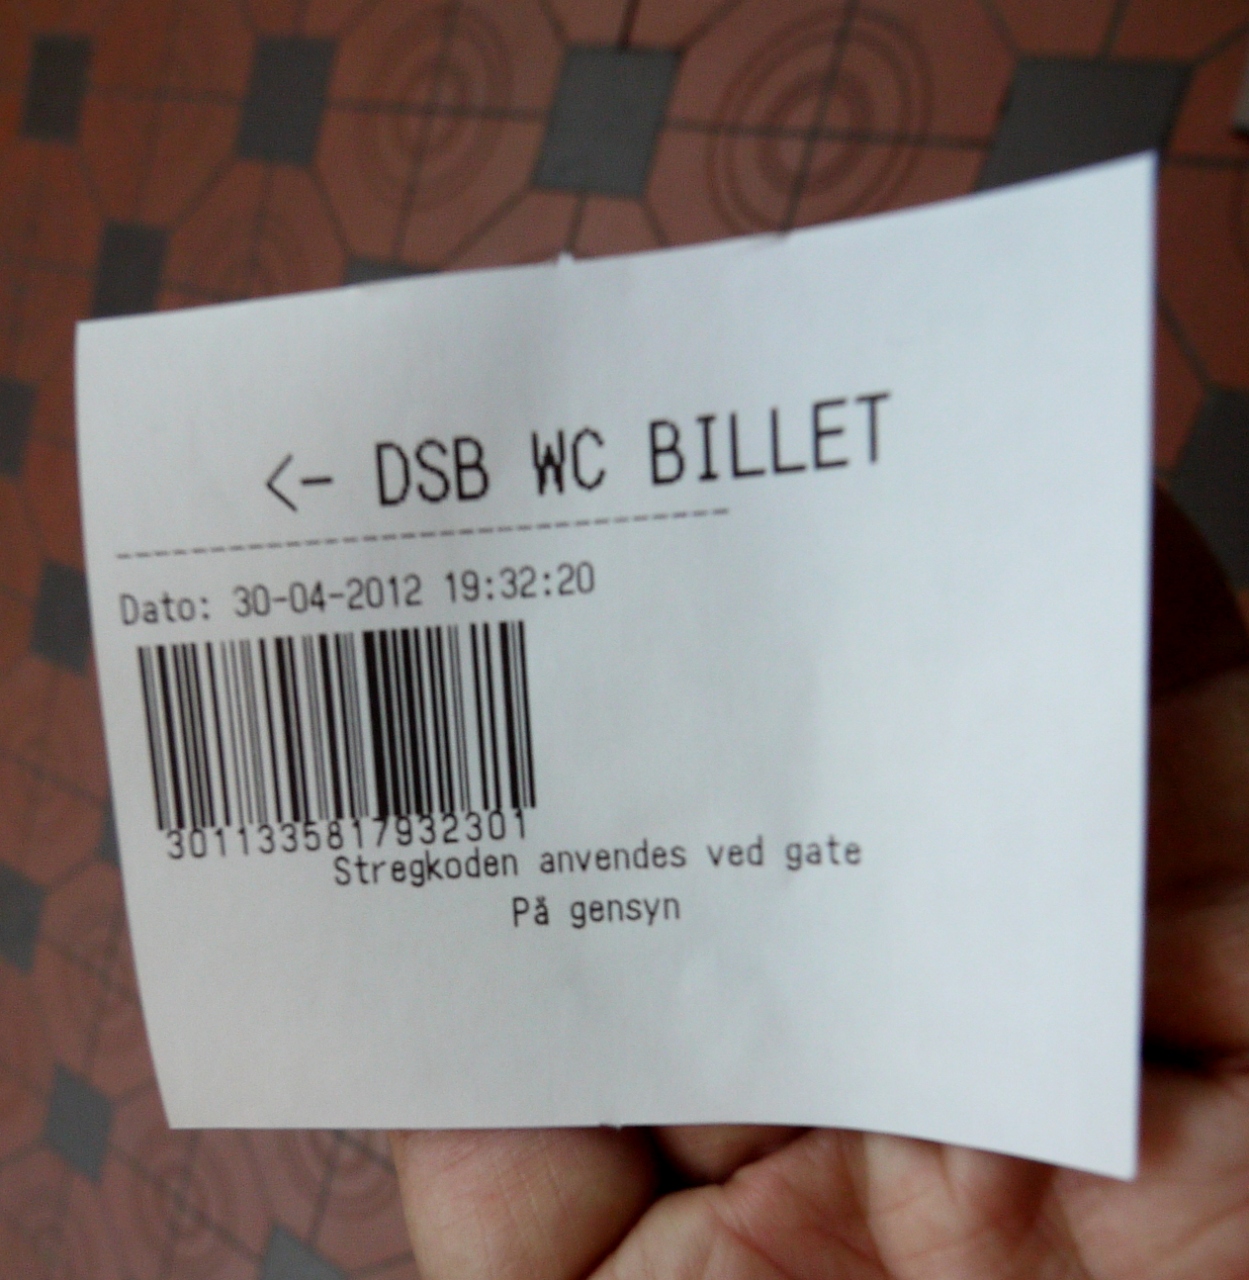 <- DSB WC BILLET
--------------------------------
Dato: 30-04-2012 19:32:20
3011335817932301
Stregkoden anvendes ved gate
På gensyn